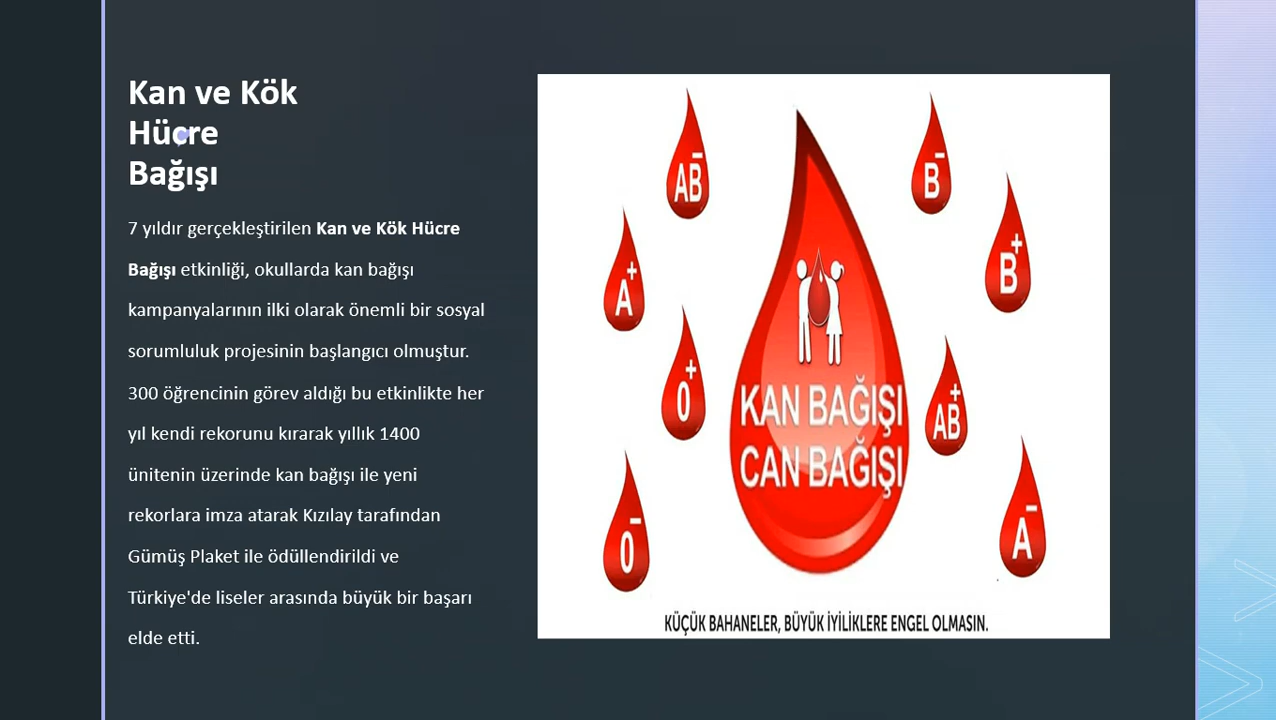 Kan ve Kök
Hücre
Bağışı
7 yıldır gerçekleştirilen Kan ve Kök Hücre
Bağışı etkinliği, okullarda kan bağışı
kampanyalarının ilki olarak önemli bir sosyal
sorumluluk projesinin başlangıcı olmuştur.
300 öğrencinin görev aldığı bu etkinlikte her
yıl kendi rekorunu kırarak yıllık 1400
ünitenin üzerinde kan bağışı ile yeni
rekorlara imza atarak Kızılay tarafından
Gümüş Plaket ile ödüllendirildi ve
Türkiye'de liseler arasında büyük bir başarı
elde etti.
AB-
B-
A+
B+
0+
AB+
KAN BAĞIŞI
CAN BAĞIŞI
0-
A-
KÜÇÜK BAHANELER, BÜYÜK İYİLİKLERE ENGEL OLMASIN.